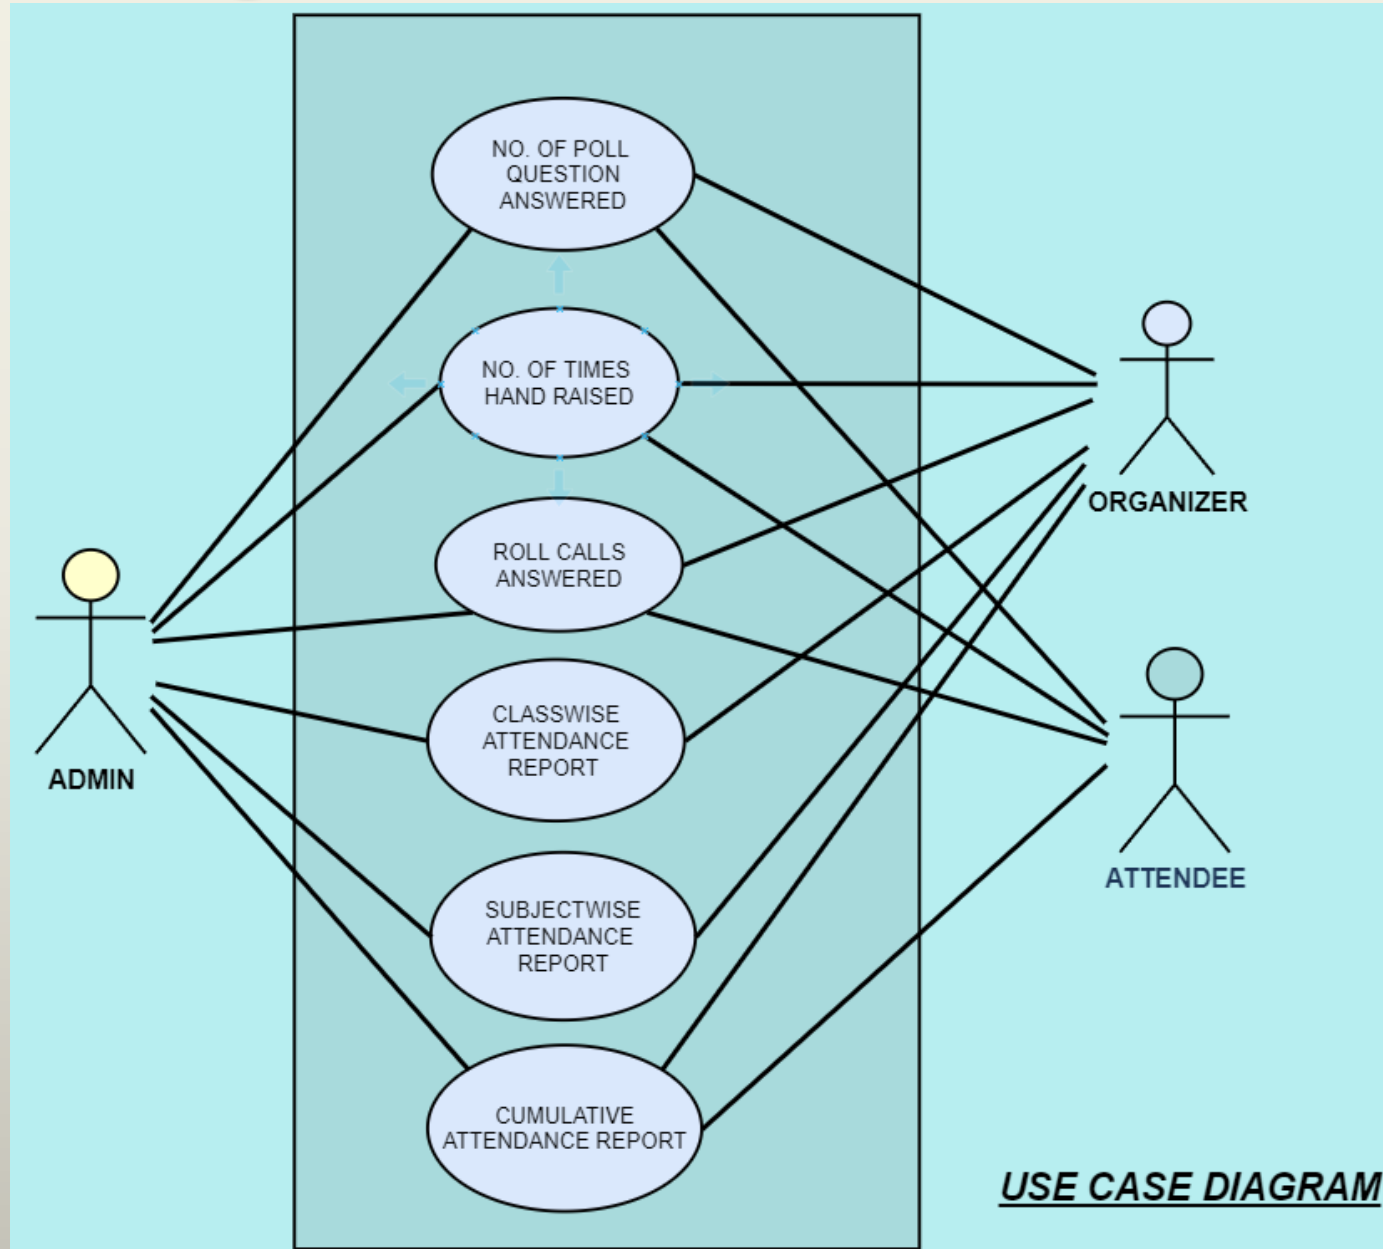 NO. OF POLL
QUESTION
ANSWERED
NO. OF TIMES
HAND RAISED
ORGANIZER
ROLL CALLS
ANSWERED
CLASSWISE
ATTENDANCE
REPORT
ADMIN
ATTENDEE
SUBJECTWISE
ATTENDANCE
REPORT
CUMULATIVE
ATTENDANCE REPORT
USE CASE DIAGRAM